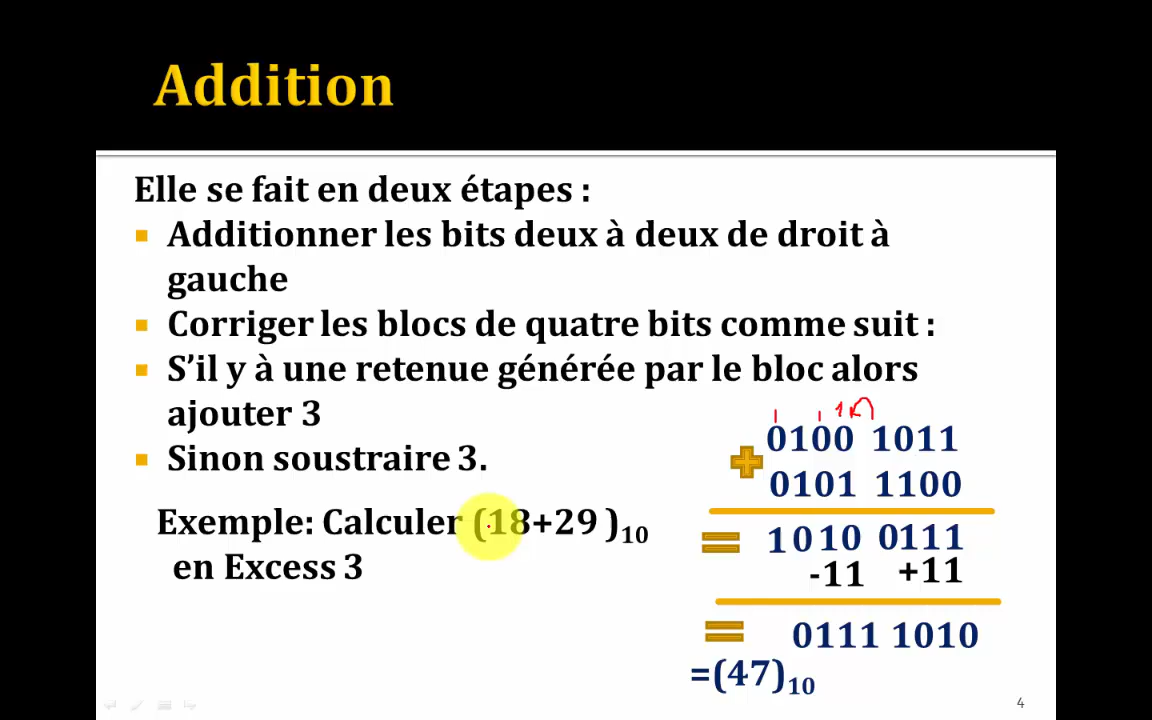 Addition
Elle se fait en deux étapes :
Additionner les bits deux à deux de droit à
gauche
Corriger les blocs de quatre bits comme suit :
S'il y à une retenue générée par le bloc alors
ajouter 3
Sinon soustraire 3.
Exemple: Calculer (18+29 )10
en Excess 3
1
0100 1011
+ 0101 1100
= 1010 0111
-11 +11
= 0111 1010
=(47)10
4